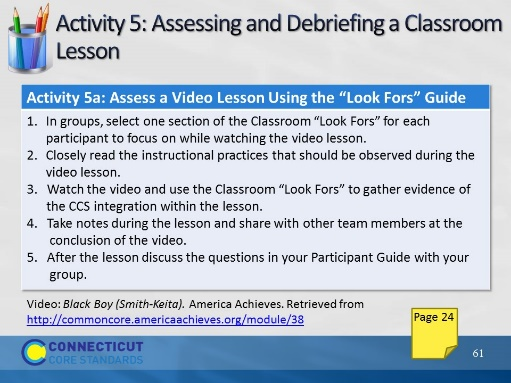 Activity 5: Assessing and Debriefing a Classroom
Lesson
Activity 5a: Assess a Video Lesson Using the “Look Fors” Guide
1. In groups, select one section of the Classroom “Look Fors” for each
participant to focus on while watching the video lesson.
2. Closely read the instructional practices that should be observed during the
video lesson.
3. Watch the video and use the Classroom “Look Fors” to gather evidence of
the CCS integration within the lesson.
4. Take notes during the lesson and share with other team members at the
conclusion of the video.
5. After the lesson discuss the questions in your Participant Guide with your
group.
Video: Black Boy (Smith-Keita). America Achieves. Retrieved from
http://commoncore.americaachieves.org/module/38
Page 24
CONNECTICUT
CORE STANDARDS
61